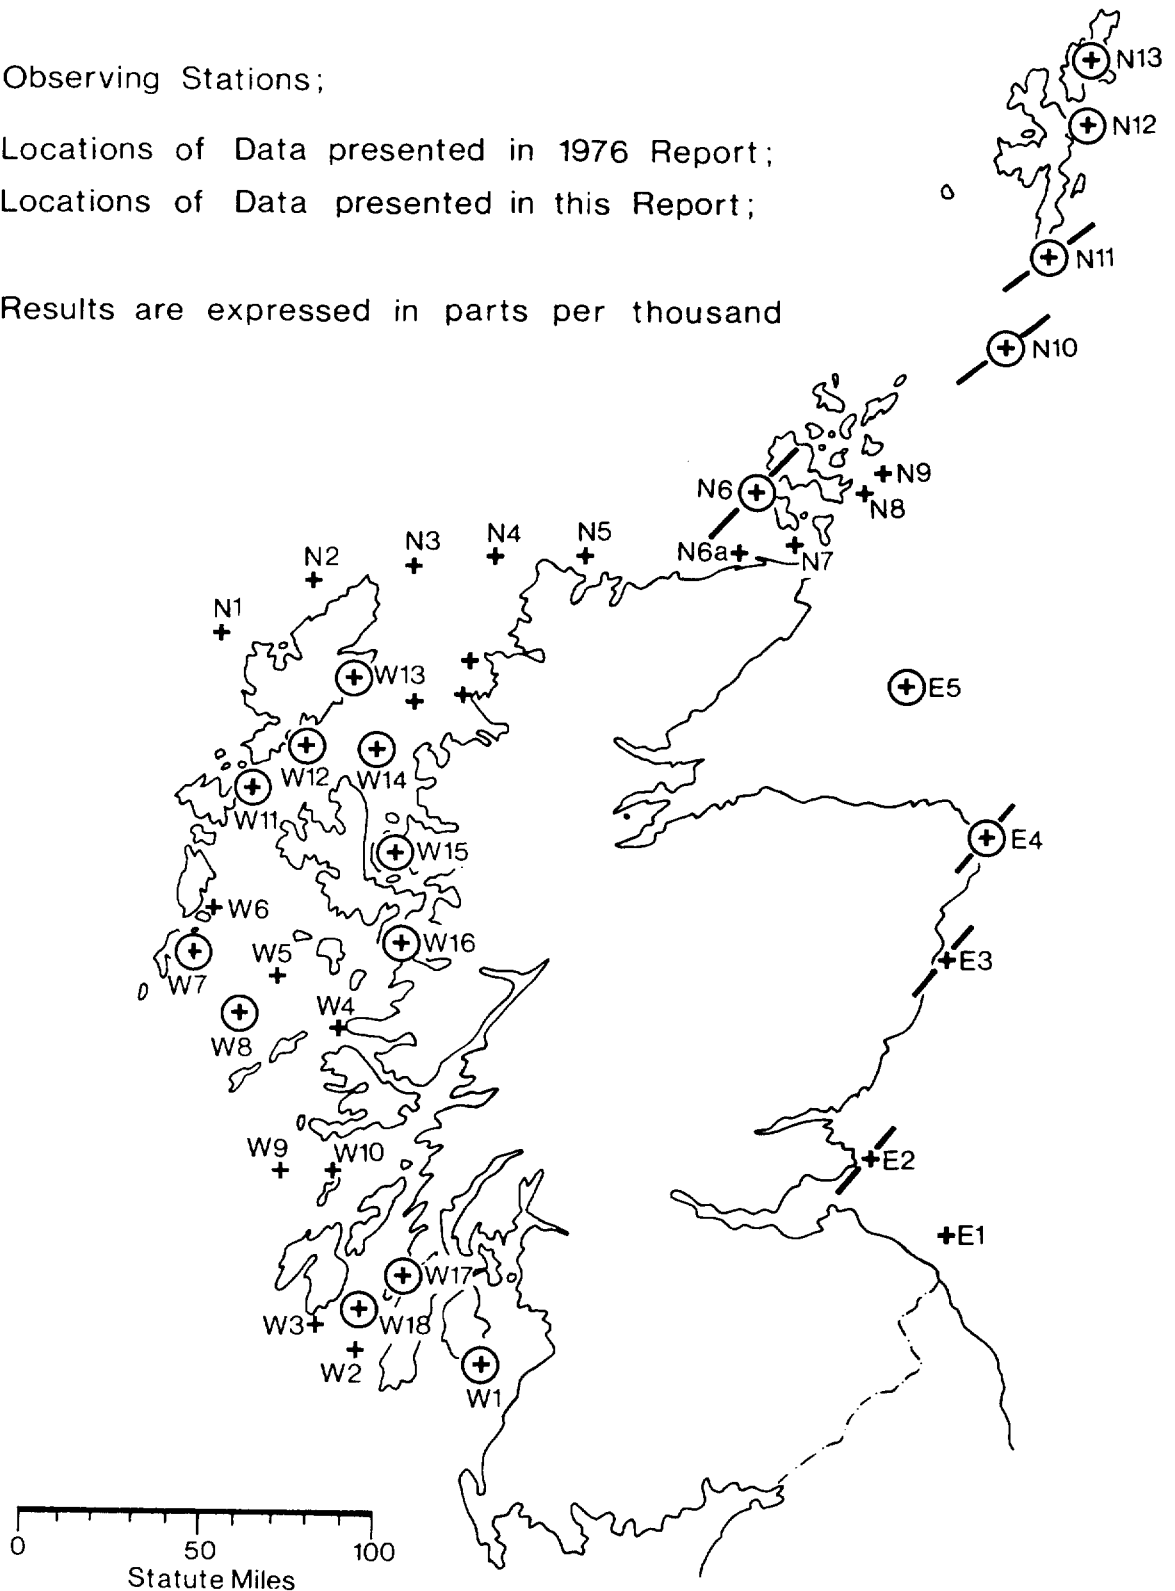 Observing Stations;
Locations of Data presented in 1976 Report;
Locations of Data presented in this Report;
Results are expressed in parts per thousand
N13
N12
N11
N10
N9
N6
N8
N4
N5
N3
N6a
N7
N2
N1
W13
E5
W12
W14
W11
E4
W15
W6
W16
W5
E3
W7
W4
W8
W9
W10
E2
E1
W17
W3
W18
W2
W1
0
50
100
Statute Miles